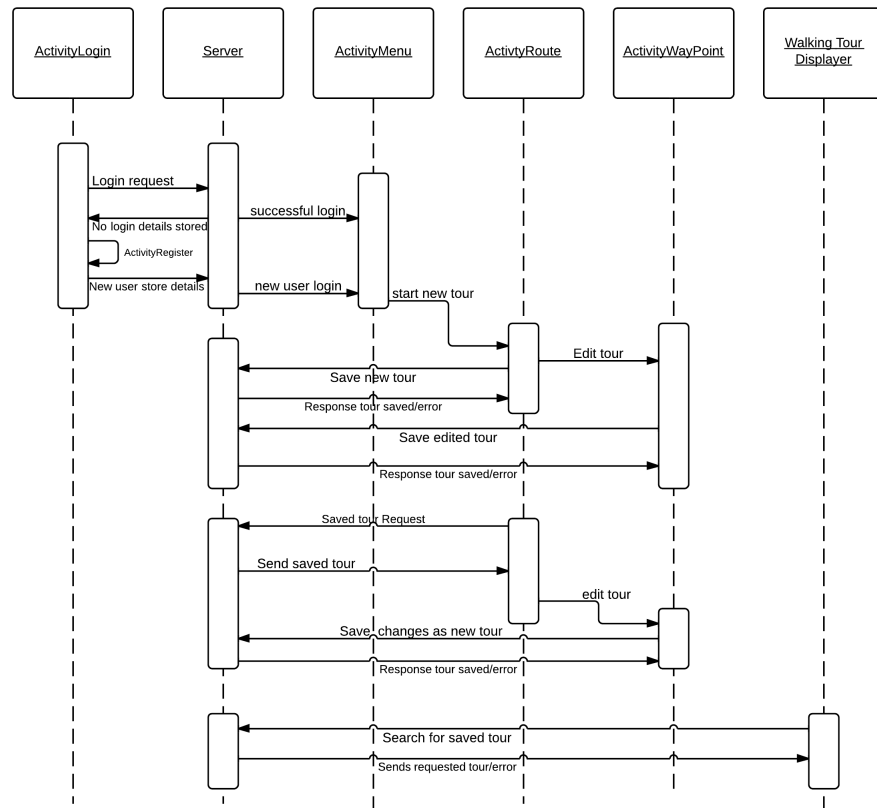 ActivityLogin
Server
ActivityMenu
ActivtyRoute
ActivityWayPoint
Walking Tour
Displayer
Login request
successful login
No login details stored
ActivityRegister
New user store details
new user login
start new tour
Edit tour
Save new tour
Response tour saved/error
Save edited tour
Response tour saved/error
Saved tour Request
Send saved tour
edit tour
Save changes as new tour
Response tour saved/error
Search for saved tour
Sends requested tour/error